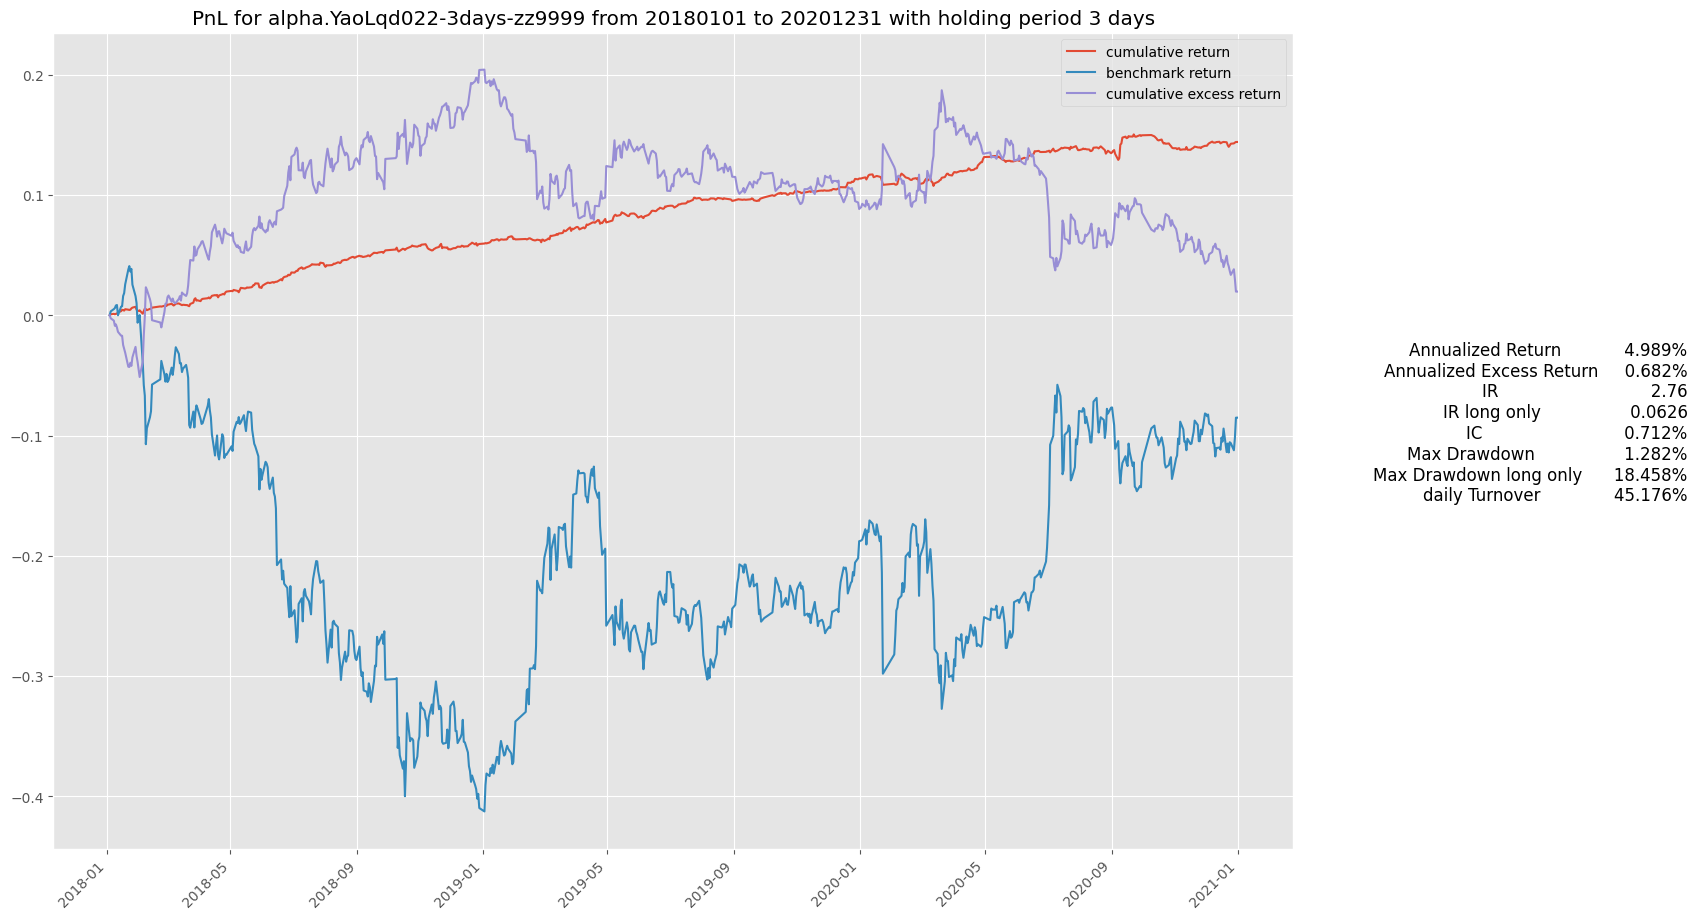 PnL for alpha.YaoLqd022-3days-zz9999 from 20180101 to 20201231 with holding period 3 days
cumulative return
benchmark return
cumulative excess return
0.2
0.1
0.0
−0.1
−0.2
−0.3
−0.4
2018-01
2018-05
2018-09
2019-01
2019-05
2019-09
2020-01
2020-05
2020-09
2021-01
Annualized Return 4.989%
Annualized Excess Return 0.682%
IR 2.76
IR long only 0.0626
IC 0.712%
Max Drawdown 1.282%
Max Drawdown long only 18.458%
daily Turnover 45.176%